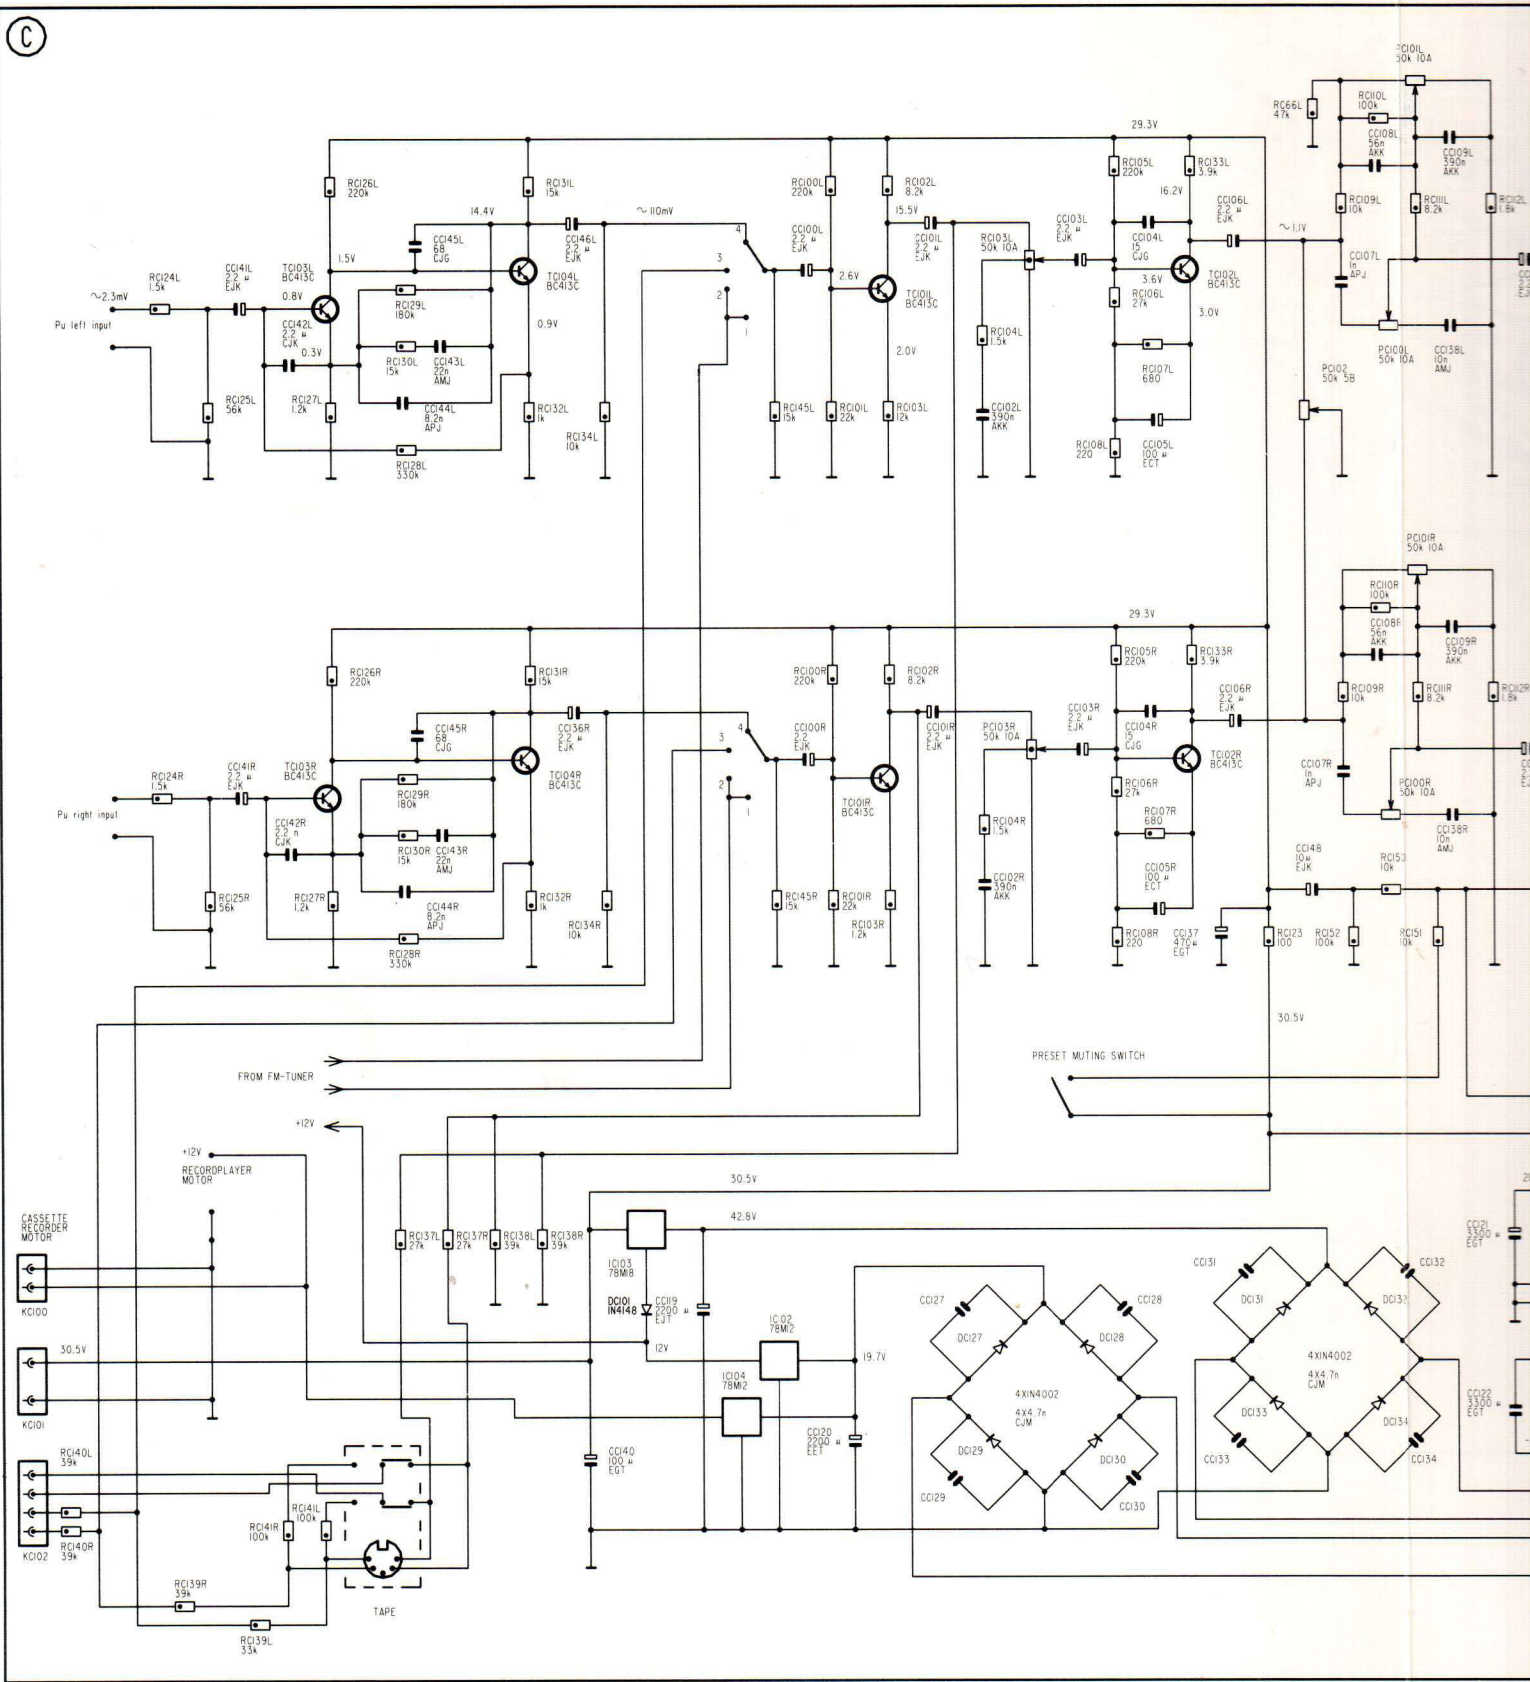 C
PC101L
50k 10A
RC66L
47k
RC110L
100k
CC108L
56n
AKK
CC109L
390n
AKK
29.3V
RC126L
220k
RC131L
15k
RC100L
220k
RC102L
8.2k
RC105L
220k
RC133L
3.9k
16.2V
RC109L
10k
RC111L
8.2k
RC112L
1.8k
14.4V
~110mV
15.5V
CC106L
2.2 µ
EJK
~1.1V
CC145L
68
CJG
CC146L
2.2 µ
EJK
4
3
2
1
CC100L
2.2 µ
EJK
CC101L
2.2 µ
EJK
RC103L
50k 10A
CC103L
2.2 µ
EJK
CC104L
15
CJG
TC102L
BC413C
CC107L
1n
APJ
1.5V
RC124L
1.5k
CC141L
2.2 µ
EJK
TC103L
BC413C
TC104L
BC413C
2.6V
TC101L
BC413C
3.6V
RC106L
27k
3.0V
~2.3mV
Pu left input
0.8V
CC142L
2.2 µ
CJK
0.3V
RC129L
180k
0.9V
RC130L
15k
CC143L
22n
AMJ
2.0V
RC104L
1.5k
RC107L
680
PC102
50k 5B
PC100L
50k 10A
CC138L
10n
AMJ
RC125L
56k
RC127L
1.2k
CC144L
8.2n
APJ
RC132L
1k
RC134L
10k
RC145L
15k
RC101L
22k
RC103L
12k
CC102L
390n
AKK
RC108L
220
CC105L
100 µ
ECT
RC128L
330k
PC101R
50k 10A
RC110R
100k
CC108R
56n
AKK
CC109R
390n
AKK
29.3V
RC126R
220k
RC131R
15k
RC100R
220k
RC102R
8.2k
RC105R
220k
RC133R
3.9k
RC109R
10k
RC111R
8.2k
RC112R
1.8k
CC106R
2.2 µ
EJK
CC145R
68
CJG
CC136R
2.2 µ
EJK
4
3
2
1
CC100R
2.2
EJK
CC101R
2.2 µ
EJK
PC103R
50k 10A
CC103R
2.2 µ
EJK
CC104R
15
CJG
TC102R
BC413C
CC107R
1n
APJ
PC100R
50k 10A
RC124R
1.5k
CC141R
2.2 µ
EJK
TC103R
BC413C
TC104R
BC413C
TC101R
BC413C
RC106R
27k
Pu right input
CC142R
2.2 n
CJK
RC129R
180k
RC130R
15k
CC143R
22n
AMJ
RC104R
1.5k
RC107R
680
CC138R
10n
AMJ
CC148
10µ
EJK
RC150
10k
RC125R
56k
RC127R
1.2k
CC144R
8.2n
APJ
RC132R
1k
RC134R
10k
RC145R
15k
RC101R
22k
RC103R
1.2k
CC102R
390n
AKK
CC105R
100 µ
ECT
RC108R
220
CC137
470µ
EGT
RC123
100
RC152
100k
RC151
10k
RC128R
330k
30.5V
FROM FM-TUNER
PRESET MUTING SWITCH
+12V
+12V
RECORDPLAYER
MOTOR
30.5V
42.8V
CASSETTE
RECORDER
MOTOR
RC137L
27k
RC137R
27k
RC138L
39k
RC138R
39k
KC100
IC103
78M18
DC101
1N4148
CC119
2200 µ
EJT
IC102
78M12
12V
19.7V
CC127
CC128
DC127
DC128
CC131
CC132
DC131
DC132
CC121
3300 µ
EGT
30.5V
KC101
IC104
78M12
4X1N4002
4X4.7n
CJM
4X1N4002
4X4.7n
CJM
CC122
3300 µ
EGT
RC140L
39k
CC140
100 µ
EGT
CC120
2200 µ
EET
DC129
DC130
CC129
CC130
DC133
DC134
CC133
CC134
RC141L
100k
RC141R
100k
KC102
RC140R
39k
RC139R
39k
TAPE
RC139L
33k